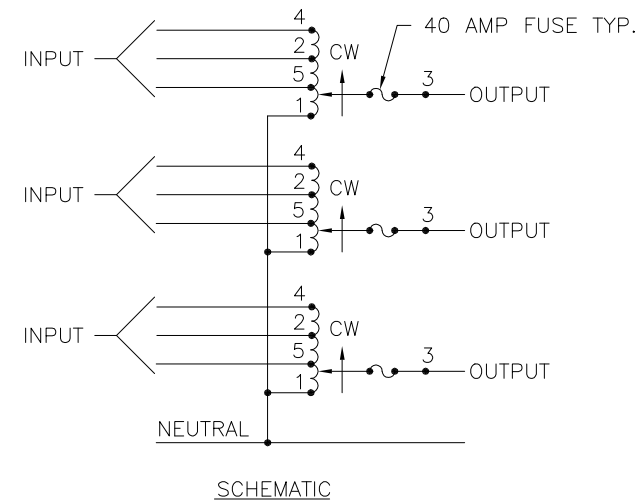 4
40 AMP FUSE TYP.
2
CW
INPUT
5
3
OUTPUT
1
4
2
CW
INPUT
5
3
OUTPUT
1
4
2
CW
INPUT
5
3
OUTPUT
1
NEUTRAL
SCHEMATIC